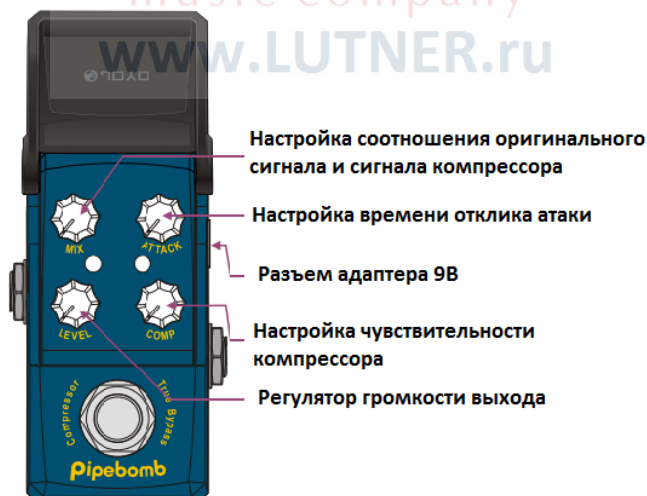 music company
www.LUTNER.ru
JOYO
Настройка соотношения оригинального
сигнала и сигнала компрессора
MIX
ATTACK
Настройка времени отклика атаки
Разъем адаптера 9В
LEVEL
COMP
Настройка чувствительности
компрессора
Регулятор громкости выхода
Compressor
True Bypass
Pipebomb